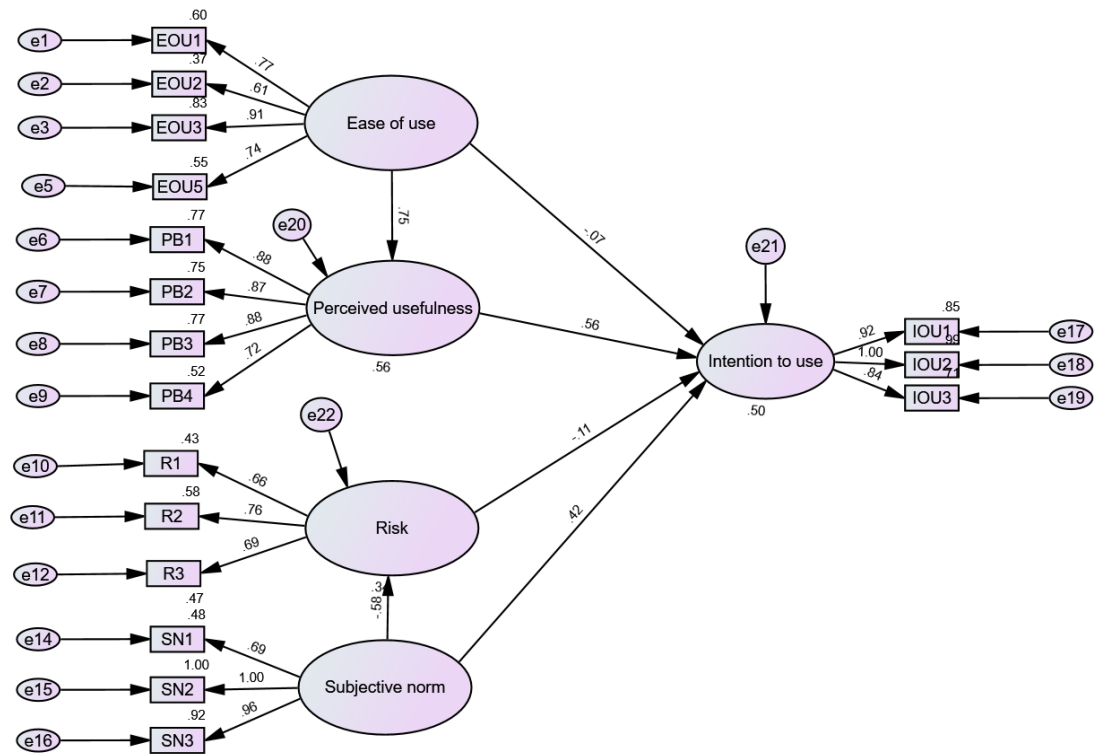 .60
e1 EOU1
.77
.37
e2 EOU2
.61
.83
e3 EOU3
.91
.55
e5 EOU5
.74
Ease of use
.75
-.07
.77
e6 PB1
.88
.75
e7 PB2
.87
.77
e8 PB3
.88
.52
e9 PB4
.72
e20
Perceived usefulness
.56
.56
e21
Intention to use
.50
.85
.92 IOU1 e17
.99
1.00 IOU2 e18
.71
.84 IOU3 e19
e22
.43
e10 R1
.66
.58
e11 R2
.76
e12 R3
.69
.47
Risk
-.11
.42
-.58
.48
e14 SN1
.69
1.00
e15 SN2
1.00
.92
e16 SN3
.96
Subjective norm